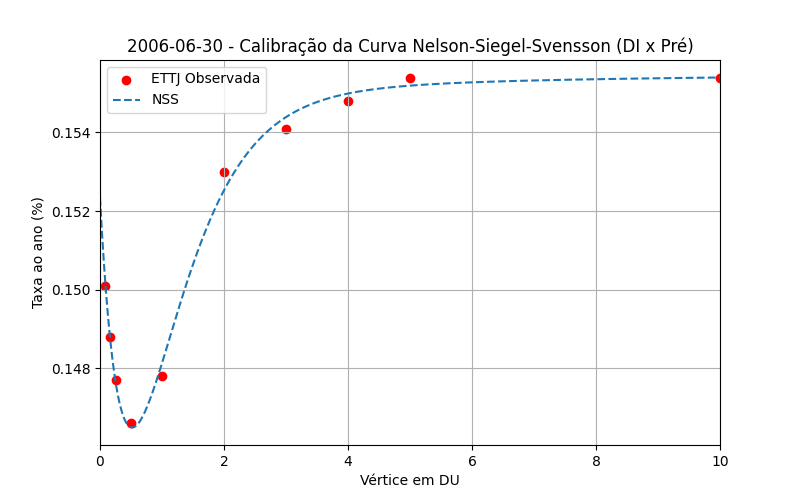 2006-06-30 - Calibração da Curva Nelson-Siegel-Svensson (DI x Pré)
ETTJ Observada
NSS
Taxa ao ano (%)
0.154
0.152
0.150
0.148
0 2 4 6 8 10
Vértice em DU